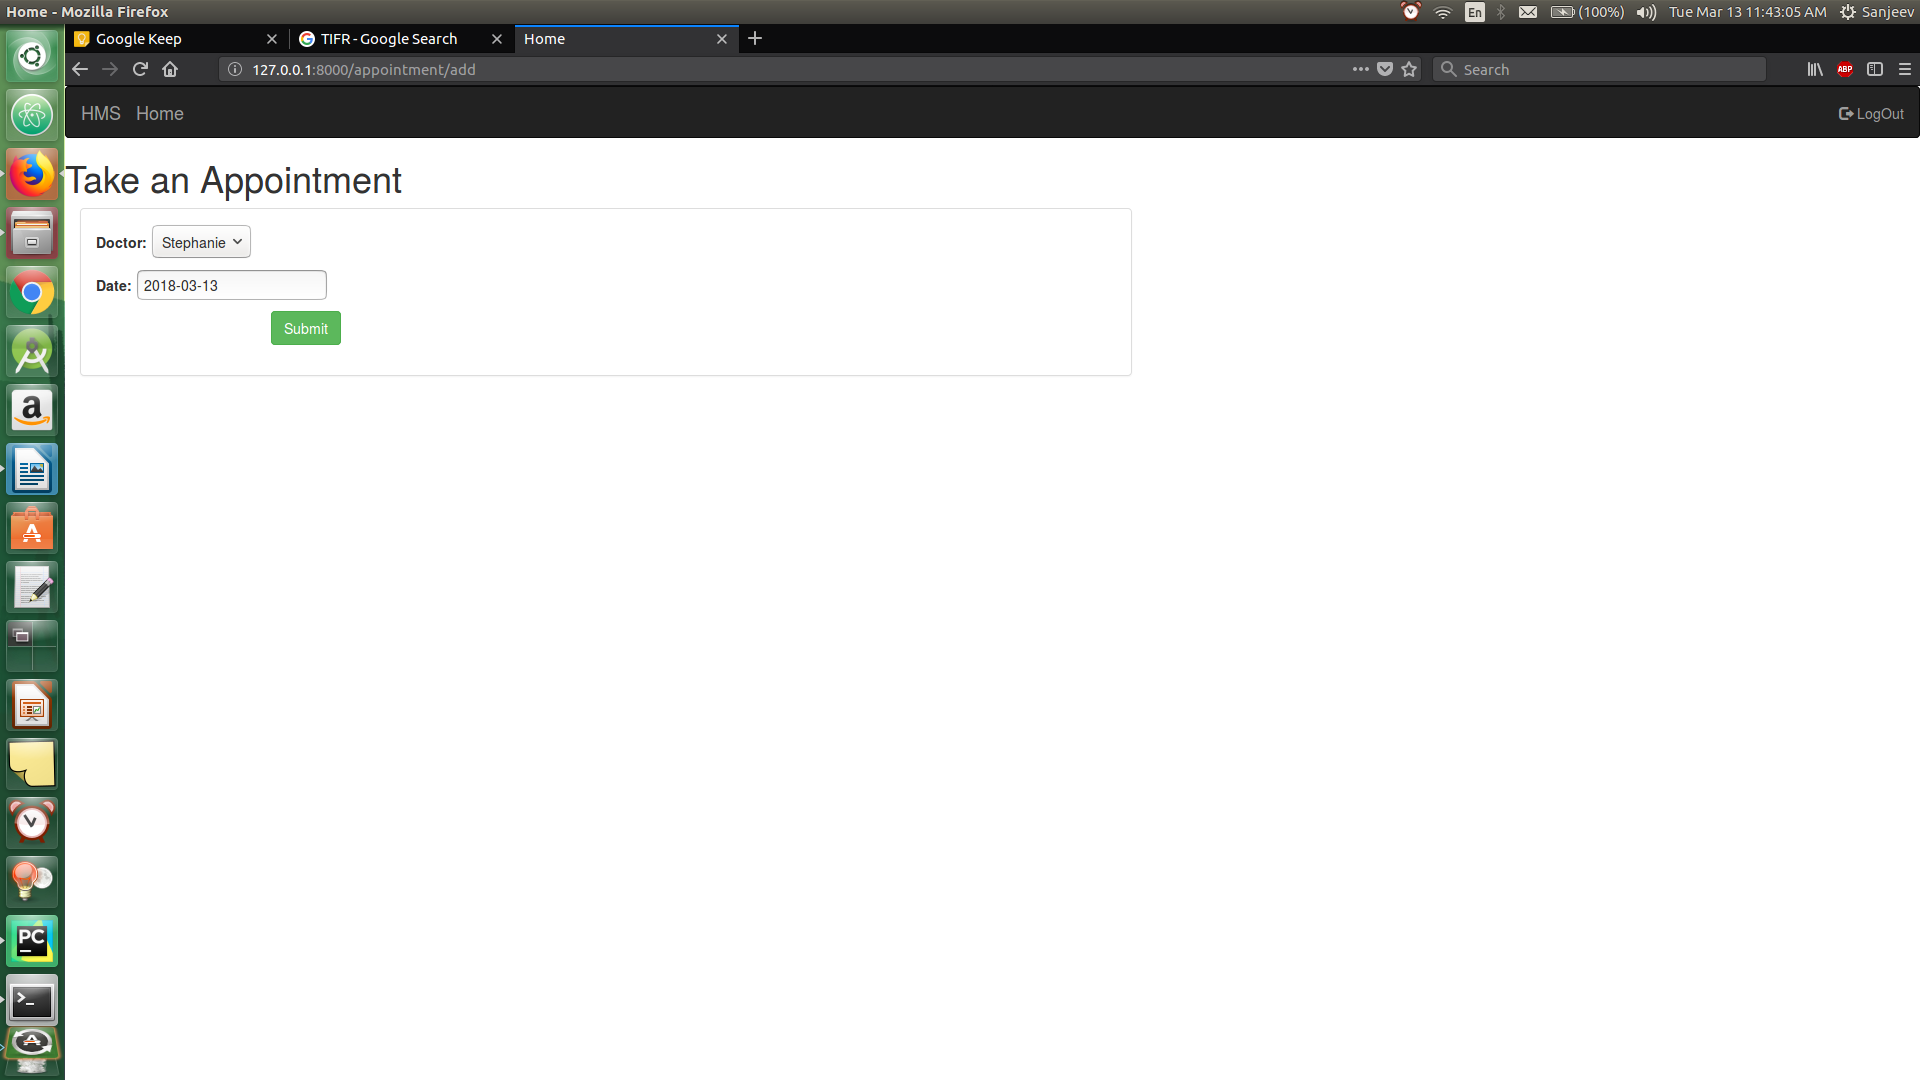 Home - Mozilla Firefox
En
(100%)
Tue Mar 13 11:43:05 AM
Sanjeev
Google Keep
TIFR - Google Search
Home
127.0.0.1:8000/appointment/add
Search
ABP
HMS
Home
LogOut
Take an Appointment
Doctor: Stephanie
Date: 2018-03-13
Submit
a
A
PC
>_
A